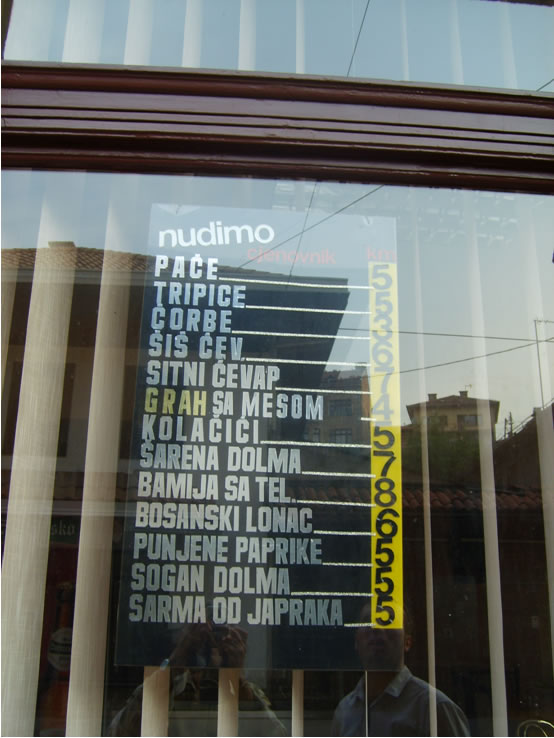 nudimo
cjenovnik km
PAČE 5
TRIPICE 5
ČORBE 3
ŠIŠ ĆEV. 6
SITNI ĆEVAP 7
GRAH SA MESOM 4
KOLAČIĆI 5
ŠARENA DOLMA 7
BAMIJA SA TEL. 8
BOSANSKI LONAC 6
PUNJENE PAPRIKE 5
SOGAN DOLMA 5
SARMA OD JAPRAKA 5